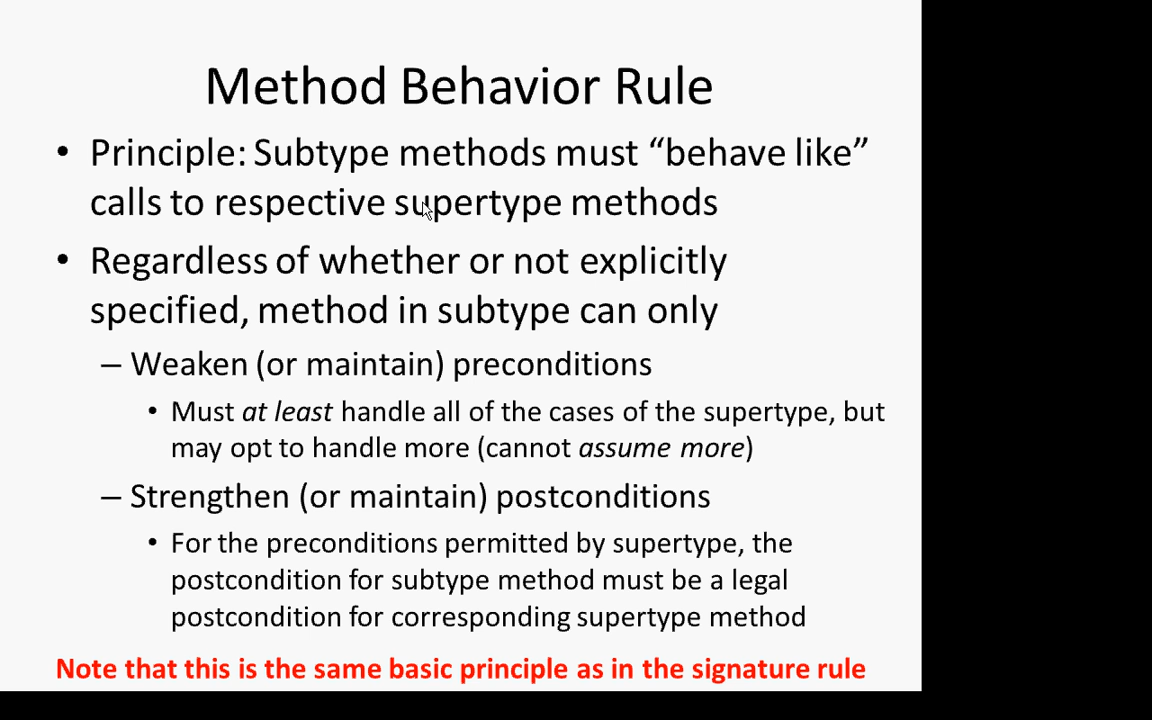 Method Behavior Rule
• Principle: Subtype methods must “behave like”
calls to respective supertype methods
• Regardless of whether or not explicitly
specified, method in subtype can only
– Weaken (or maintain) preconditions
• Must at least handle all of the cases of the supertype, but
may opt to handle more (cannot assume more)
– Strengthen (or maintain) postconditions
• For the preconditions permitted by supertype, the
postcondition for subtype method must be a legal
postcondition for corresponding supertype method
Note that this is the same basic principle as in the signature rule